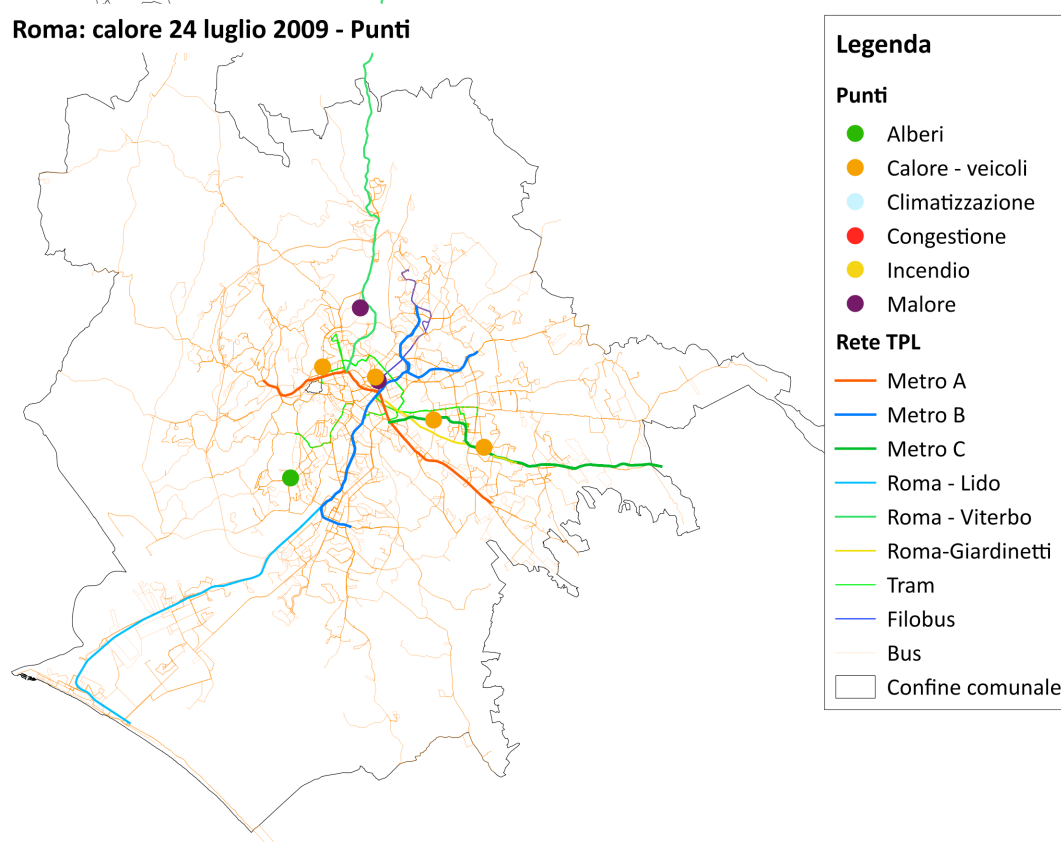 Roma: calore 24 luglio 2009 - Punti
Legenda
Punti
Alberi
Calore - veicoli
Climatizzazione
Congestione
Incendio
Malore
Rete TPL
Metro A
Metro B
Metro C
Roma - Lido
Roma - Viterbo
Roma-Giardinetti
Tram
Filobus
Bus
Confine comunale